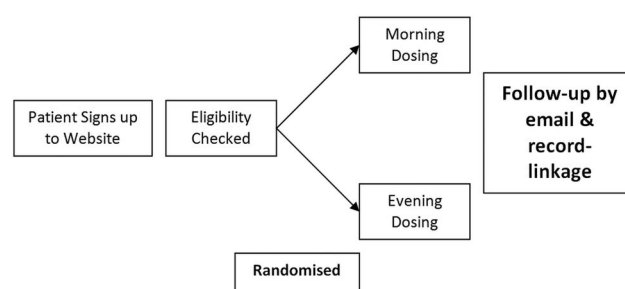 Patient Signs up
to Website
Eligibility
Checked
Morning
Dosing
Evening
Dosing
Randomised
Follow-up by
email &
record-
linkage